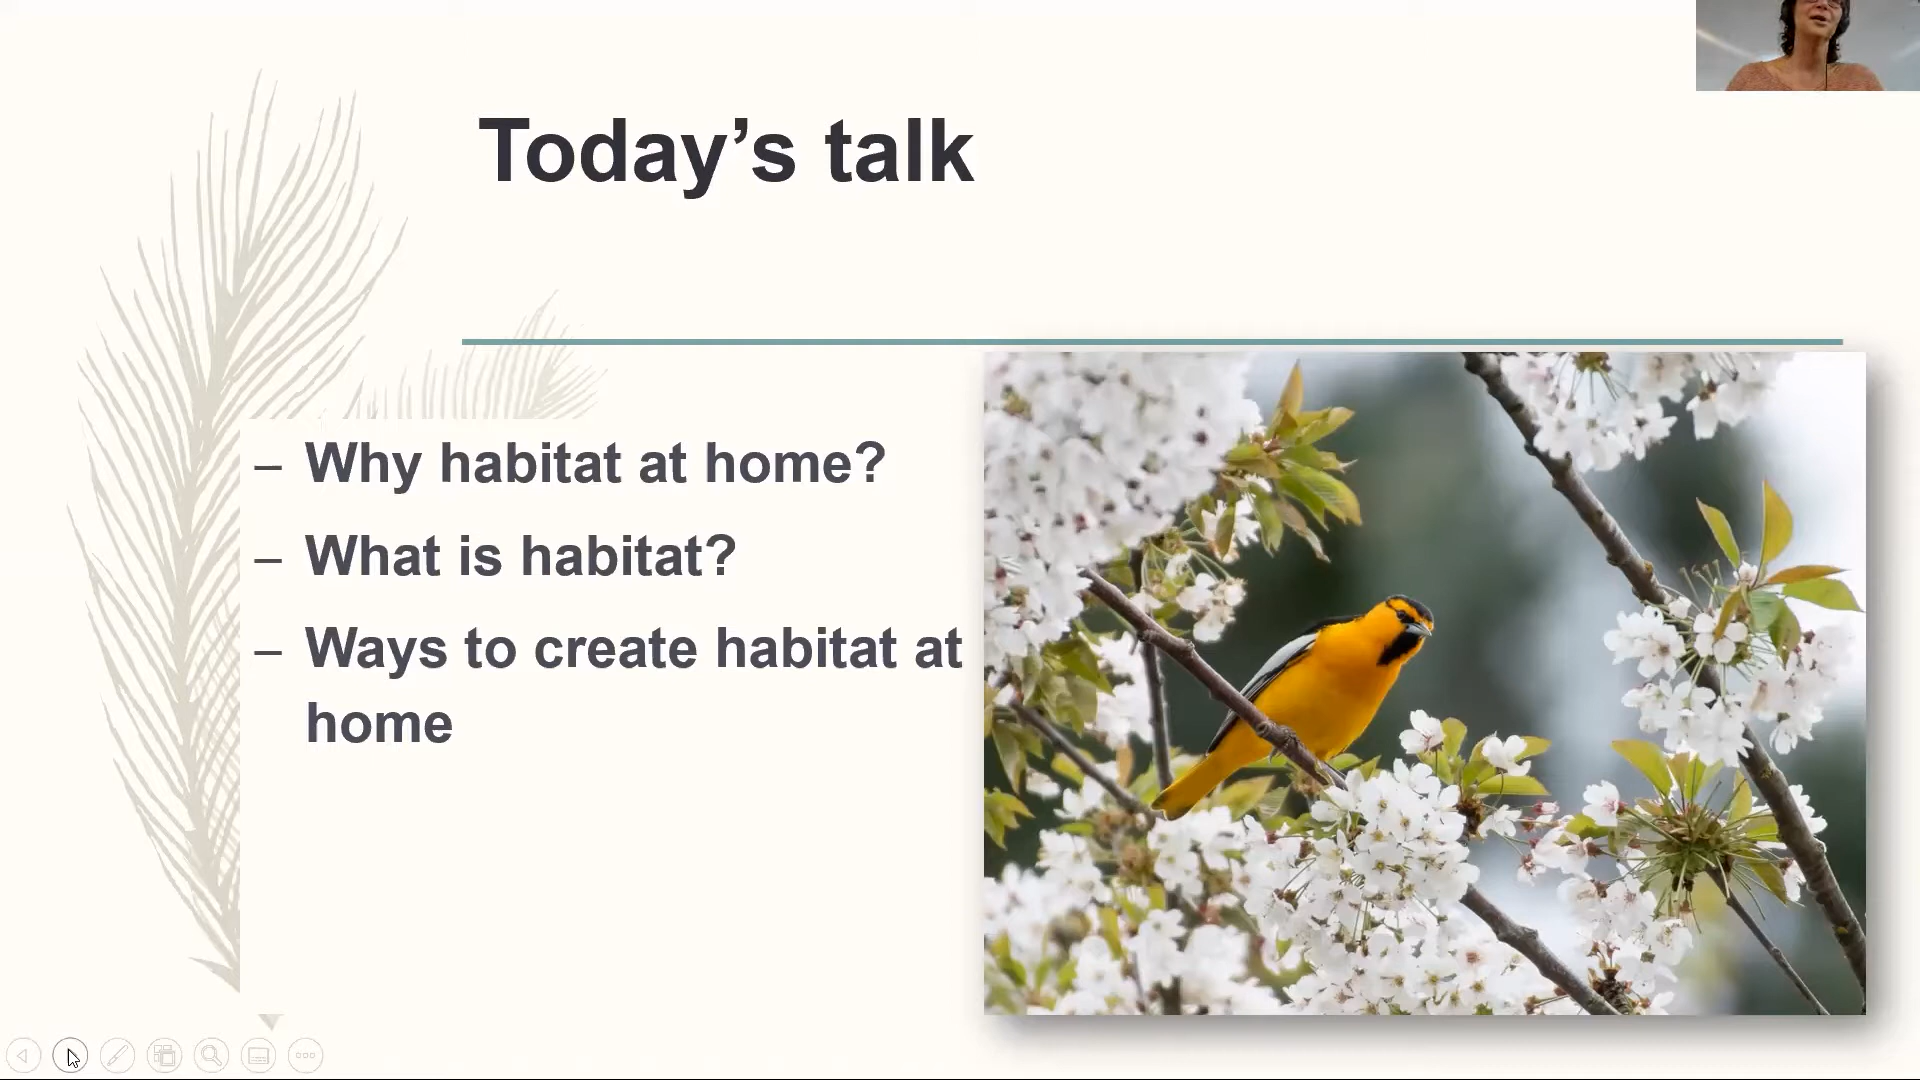 Today’s talk
– Why habitat at home?
– What is habitat?
– Ways to create habitat at
home